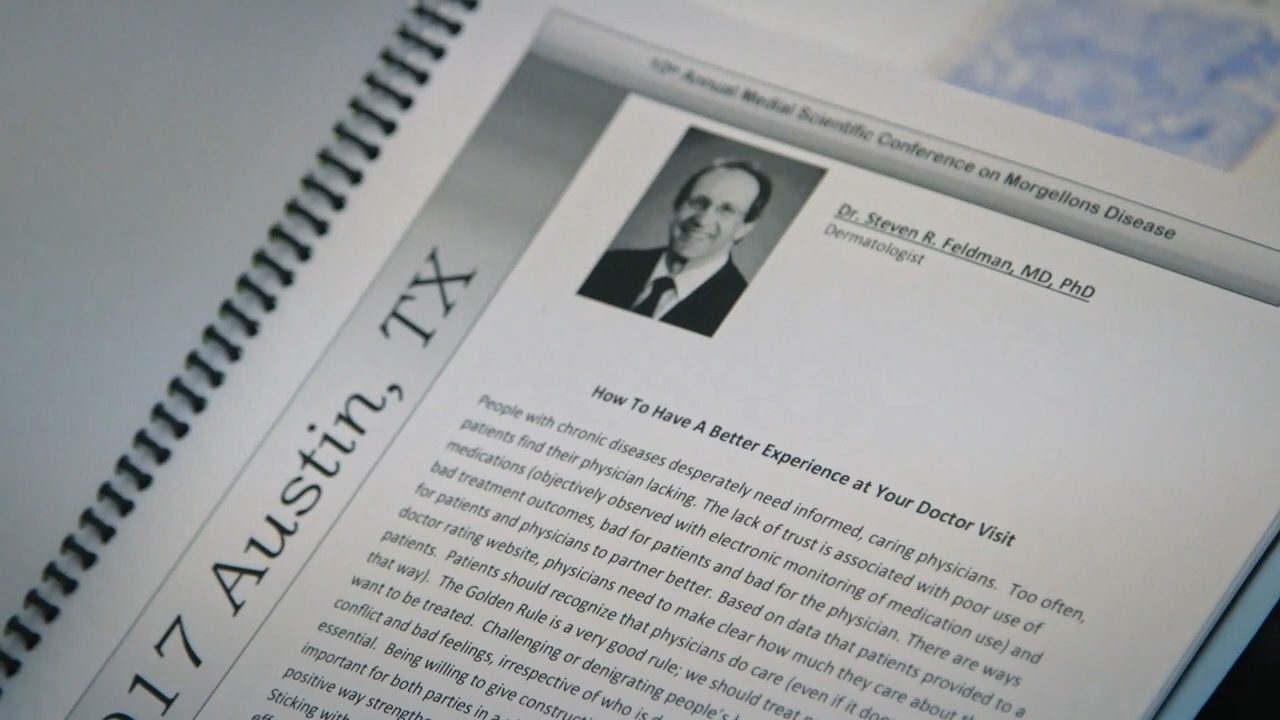 10th Annual Medial Scientific Conference on Morgellons Disease
Dr. Steven R. Feldman, MD, PhD
Dermatologist
2017 Austin, TX
How To Have A Better Experience at Your Doctor Visit
People with chronic diseases desperately need informed, caring physicians. Too often,
patients find their physician lacking. The lack of trust is associated with poor use of
medications (objectively observed with electronic monitoring of medication use) and
bad treatment outcomes, bad for patients and bad for the physician. There are ways
for patients and physicians to partner better. Based on data that patients provided to a
doctor rating website, physicians need to make clear how much they care about
patients. Patients should recognize that physicians do care (even if it
that way). The Golden Rule is a very good rule; we should treat
want to be treated. Challenging or denigrating people's
conflict and bad feelings, irrespective of who is
essential. Being willing to give
important for both parties in a
positive way
Sticking with